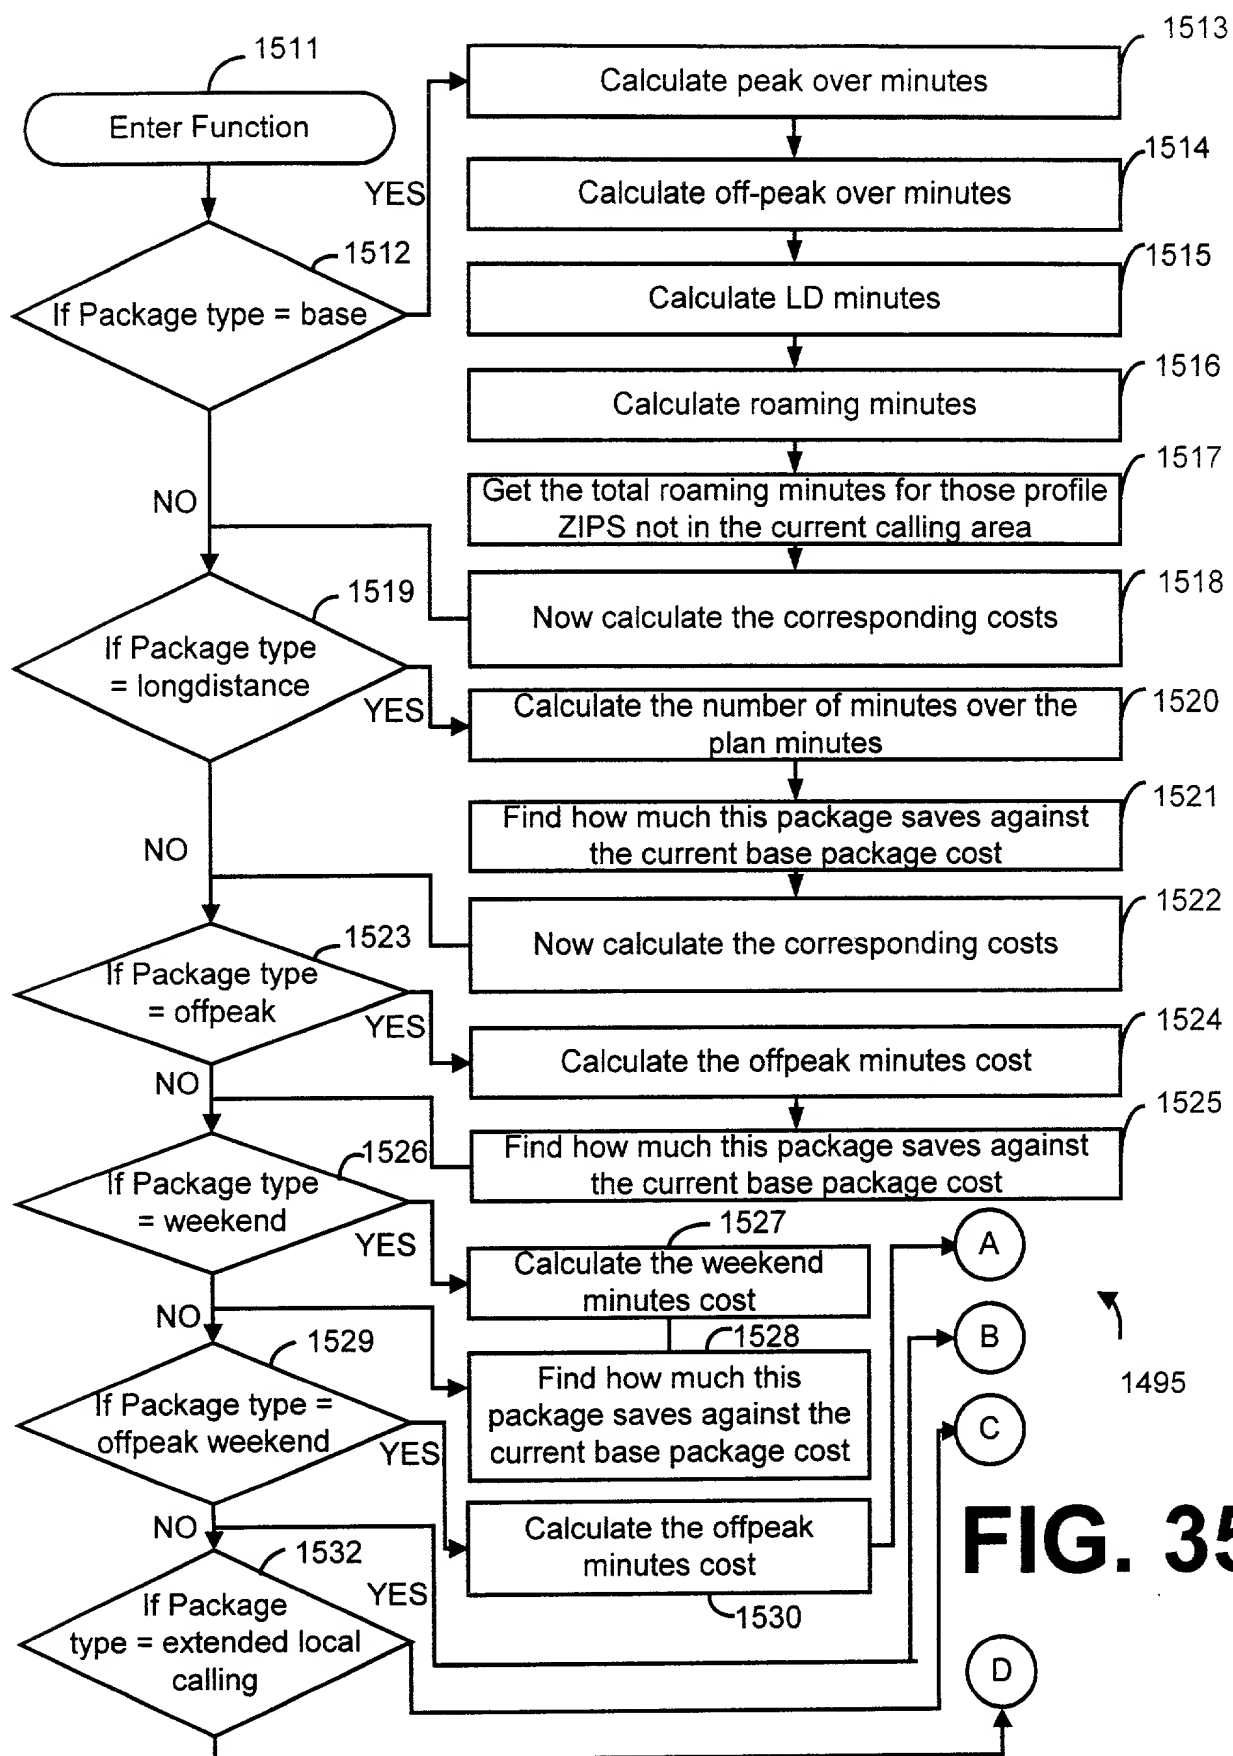 1511
Enter Function
1512
If Package type = base
YES
NO
1513
Calculate peak over minutes
1514
Calculate off-peak over minutes
1515
Calculate LD minutes
1516
Calculate roaming minutes
1517
Get the total roaming minutes for those profile
ZIPS not in the current calling area
1518
Now calculate the corresponding costs
1519
If Package type
= longdistance
YES
NO
1520
Calculate the number of minutes over the
plan minutes
1521
Find how much this package saves against
the current base package cost
1522
Now calculate the corresponding costs
1523
If Package type
= offpeak
YES
NO
1524
Calculate the offpeak minutes cost
1525
Find how much this package saves against
the current base package cost
1526
If Package type
= weekend
YES
NO
1527
Calculate the weekend
minutes cost
1528
Find how much this
package saves against the
current base package cost
1529
If Package type =
offpeak weekend
YES
NO
Calculate the offpeak
minutes cost
1530
1532
If Package
type = extended local
calling
YES
A
B
C
D
1495
FIG. 35